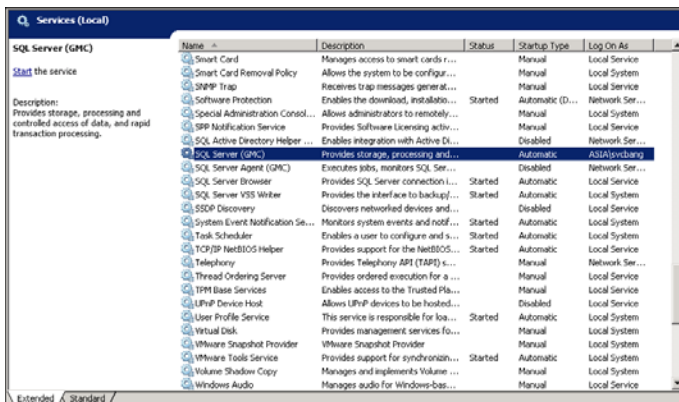 Services (Local)
SQL Server (GMC)
Start the service
Description:
Provides storage, processing and
controlled access of data, and rapid
transaction processing.
Name Description Status Startup Type Log On As
Smart Card Manages access to smart cards r... Manual Local Service
Smart Card Removal Policy Allows the system to be configur... Manual Local System
SNMP Trap Receives trap messages generat... Manual Local Service
Software Protection Enables the download, installatio... Started Automatic (D... Network Ser...
Special Administration Consol... Allows administrators to remotely... Manual Local System
SPP Notification Service Provides Software Licensing activ... Manual Local Service
SQL Active Directory Helper ... Enables integration with Active Di... Disabled Network Ser...
SQL Server (GMC) Provides storage, processing and... Automatic ASIA\svcbang
SQL Server Agent (GMC) Executes jobs, monitors SQL Ser... Disabled Network Ser...
SQL Server Browser Provides SQL Server connection i... Started Automatic Local Service
SQL Server VSS Writer Provides the interface to backup/... Started Automatic Local System
SSDP Discovery Discovers networked devices and... Disabled Local Service
System Event Notification Se... Monitors system events and notif... Started Automatic Local System
Task Scheduler Enables a user to configure and s... Started Automatic Local System
TCP/IP NetBIOS Helper Provides support for the NetBIOS... Started Automatic Local Service
Telephony Provides Telephony API (TAPI) s... Manual Network Ser...
Thread Ordering Server Provides ordered execution for a ... Manual Local Service
TPM Base Services Enables access to the Trusted Pla... Manual Local Service
UPnP Device Host Allows UPnP devices to be hosted... Disabled Local Service
User Profile Service This service is responsible for loa... Started Automatic Local System
Virtual Disk Provides management services fo... Manual Local System
VMware Snapshot Provider VMware Snapshot Provider Manual Local System
VMware Tools Service Provides support for synchronizin... Started Automatic Local System
Volume Shadow Copy Manages and implements Volume ... Manual Local System
Windows Audio Manages audio for Windows-bas... Manual Local Service
Extended Standard